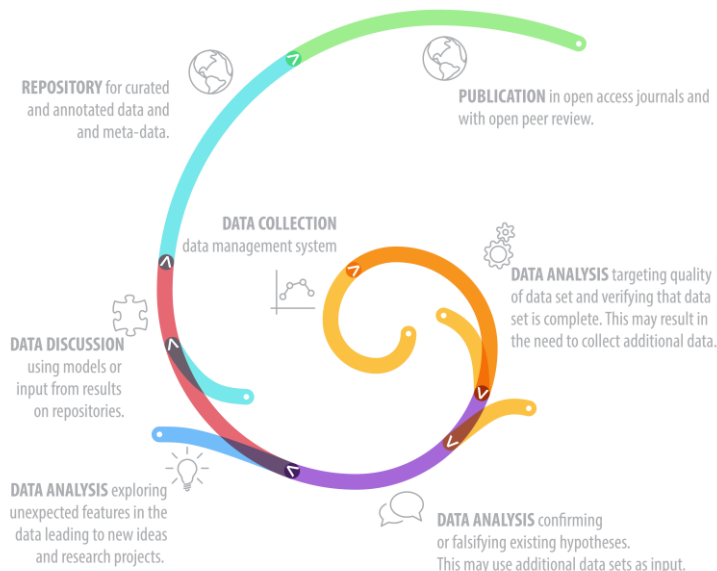 REPOSITORY for curated
and annotated data and
and meta-data.
PUBLICATION in open access journals and
with open peer review.
DATA COLLECTION
data management system
DATA ANALYSIS targeting quality
of data set and verifying that data
set is complete. This may result in
the need to collect additional data.
DATA DISCUSSION
using models or
input from results
on repositories.
DATA ANALYSIS exploring
unexpected features in the
data leading to new ideas
and research projects.
DATA ANALYSIS confirming
or falsifying existing hypotheses.
This may use additional data sets as input.